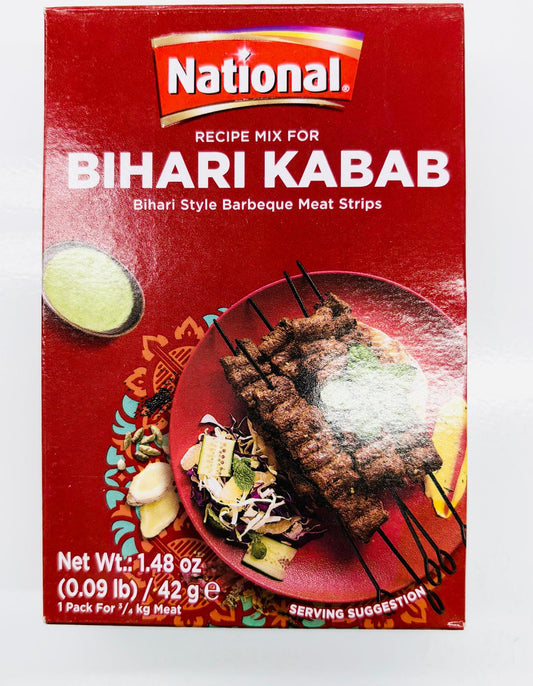 National®
RECIPE MIX FOR
BIHARI KABAB
Bihari Style Barbeque Meat Strips
Net Wt.: 1.48 oz
(0.09 lb) / 42 g ℮
1 Pack For ³/₄ kg Meat
SERVING SUGGESTION